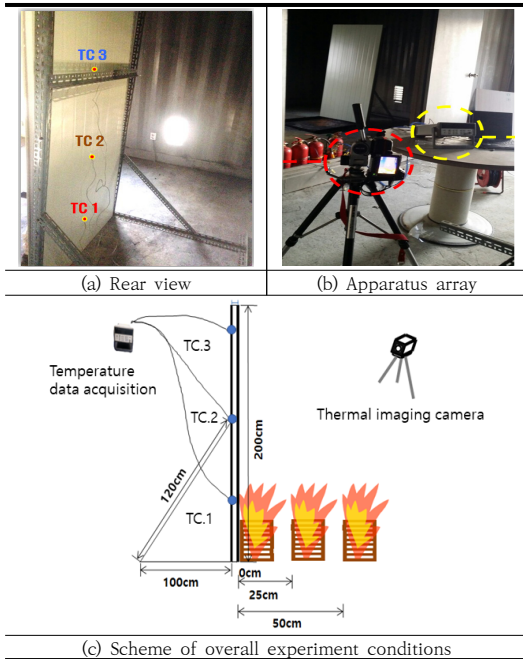 TC 3
TC 2
TC 1
(a) Rear view
(b) Apparatus array
TC.3
Temperature
data acquisition
Thermal imaging camera
TC.2
200cm
120cm
TC.1
0cm
100cm
25cm
50cm
(c) Scheme of overall experiment conditions